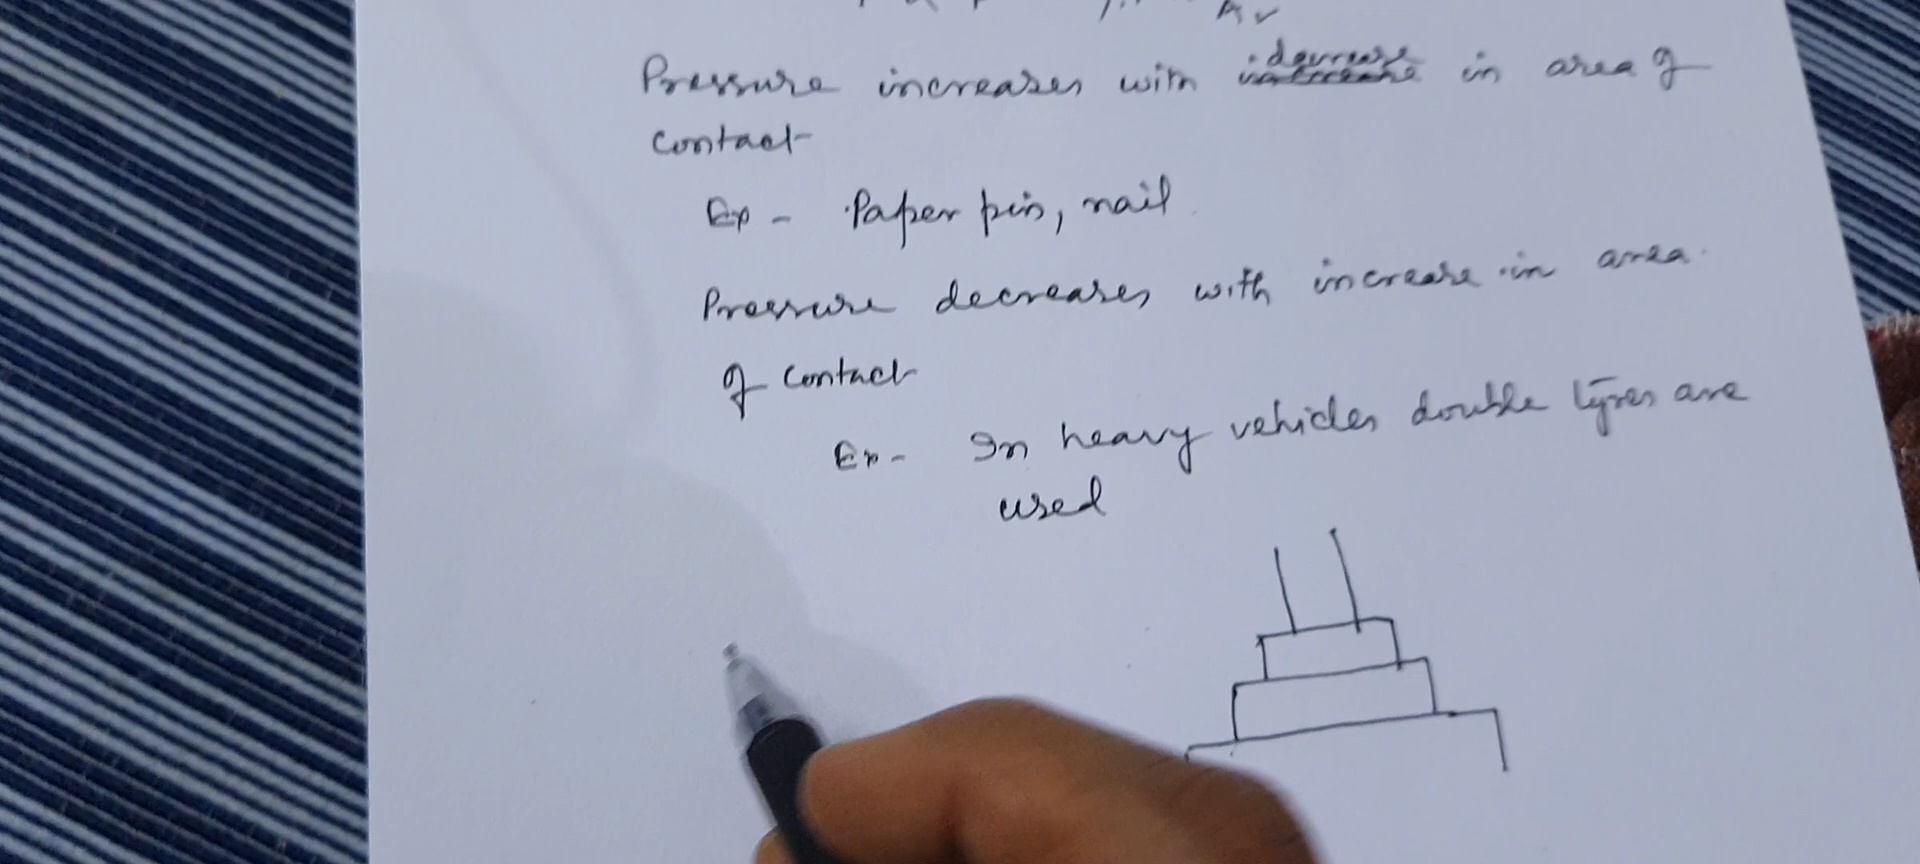 Pressure increases with decrease in area of
contact
Ex - Paper pin, nail
Pressure decreases with increase in area
of contact
Ex - In heavy vehicles double tyres are
used